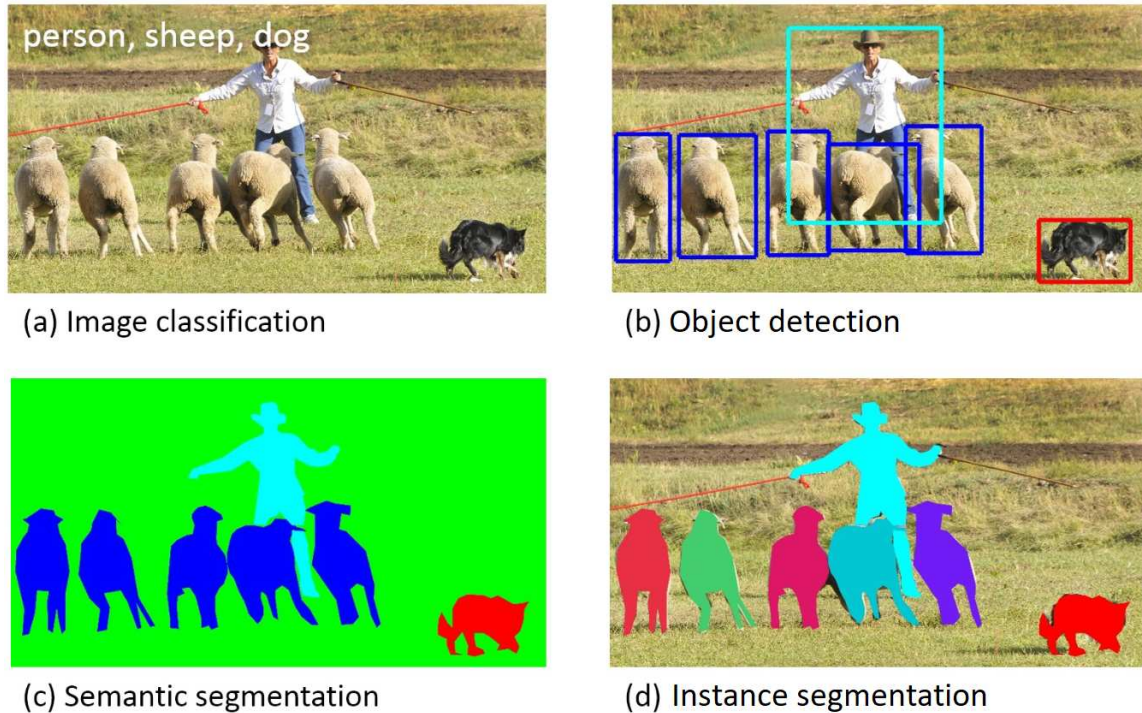 person, sheep, dog
(a) Image classification
(b) Object detection
(c) Semantic segmentation
(d) Instance segmentation